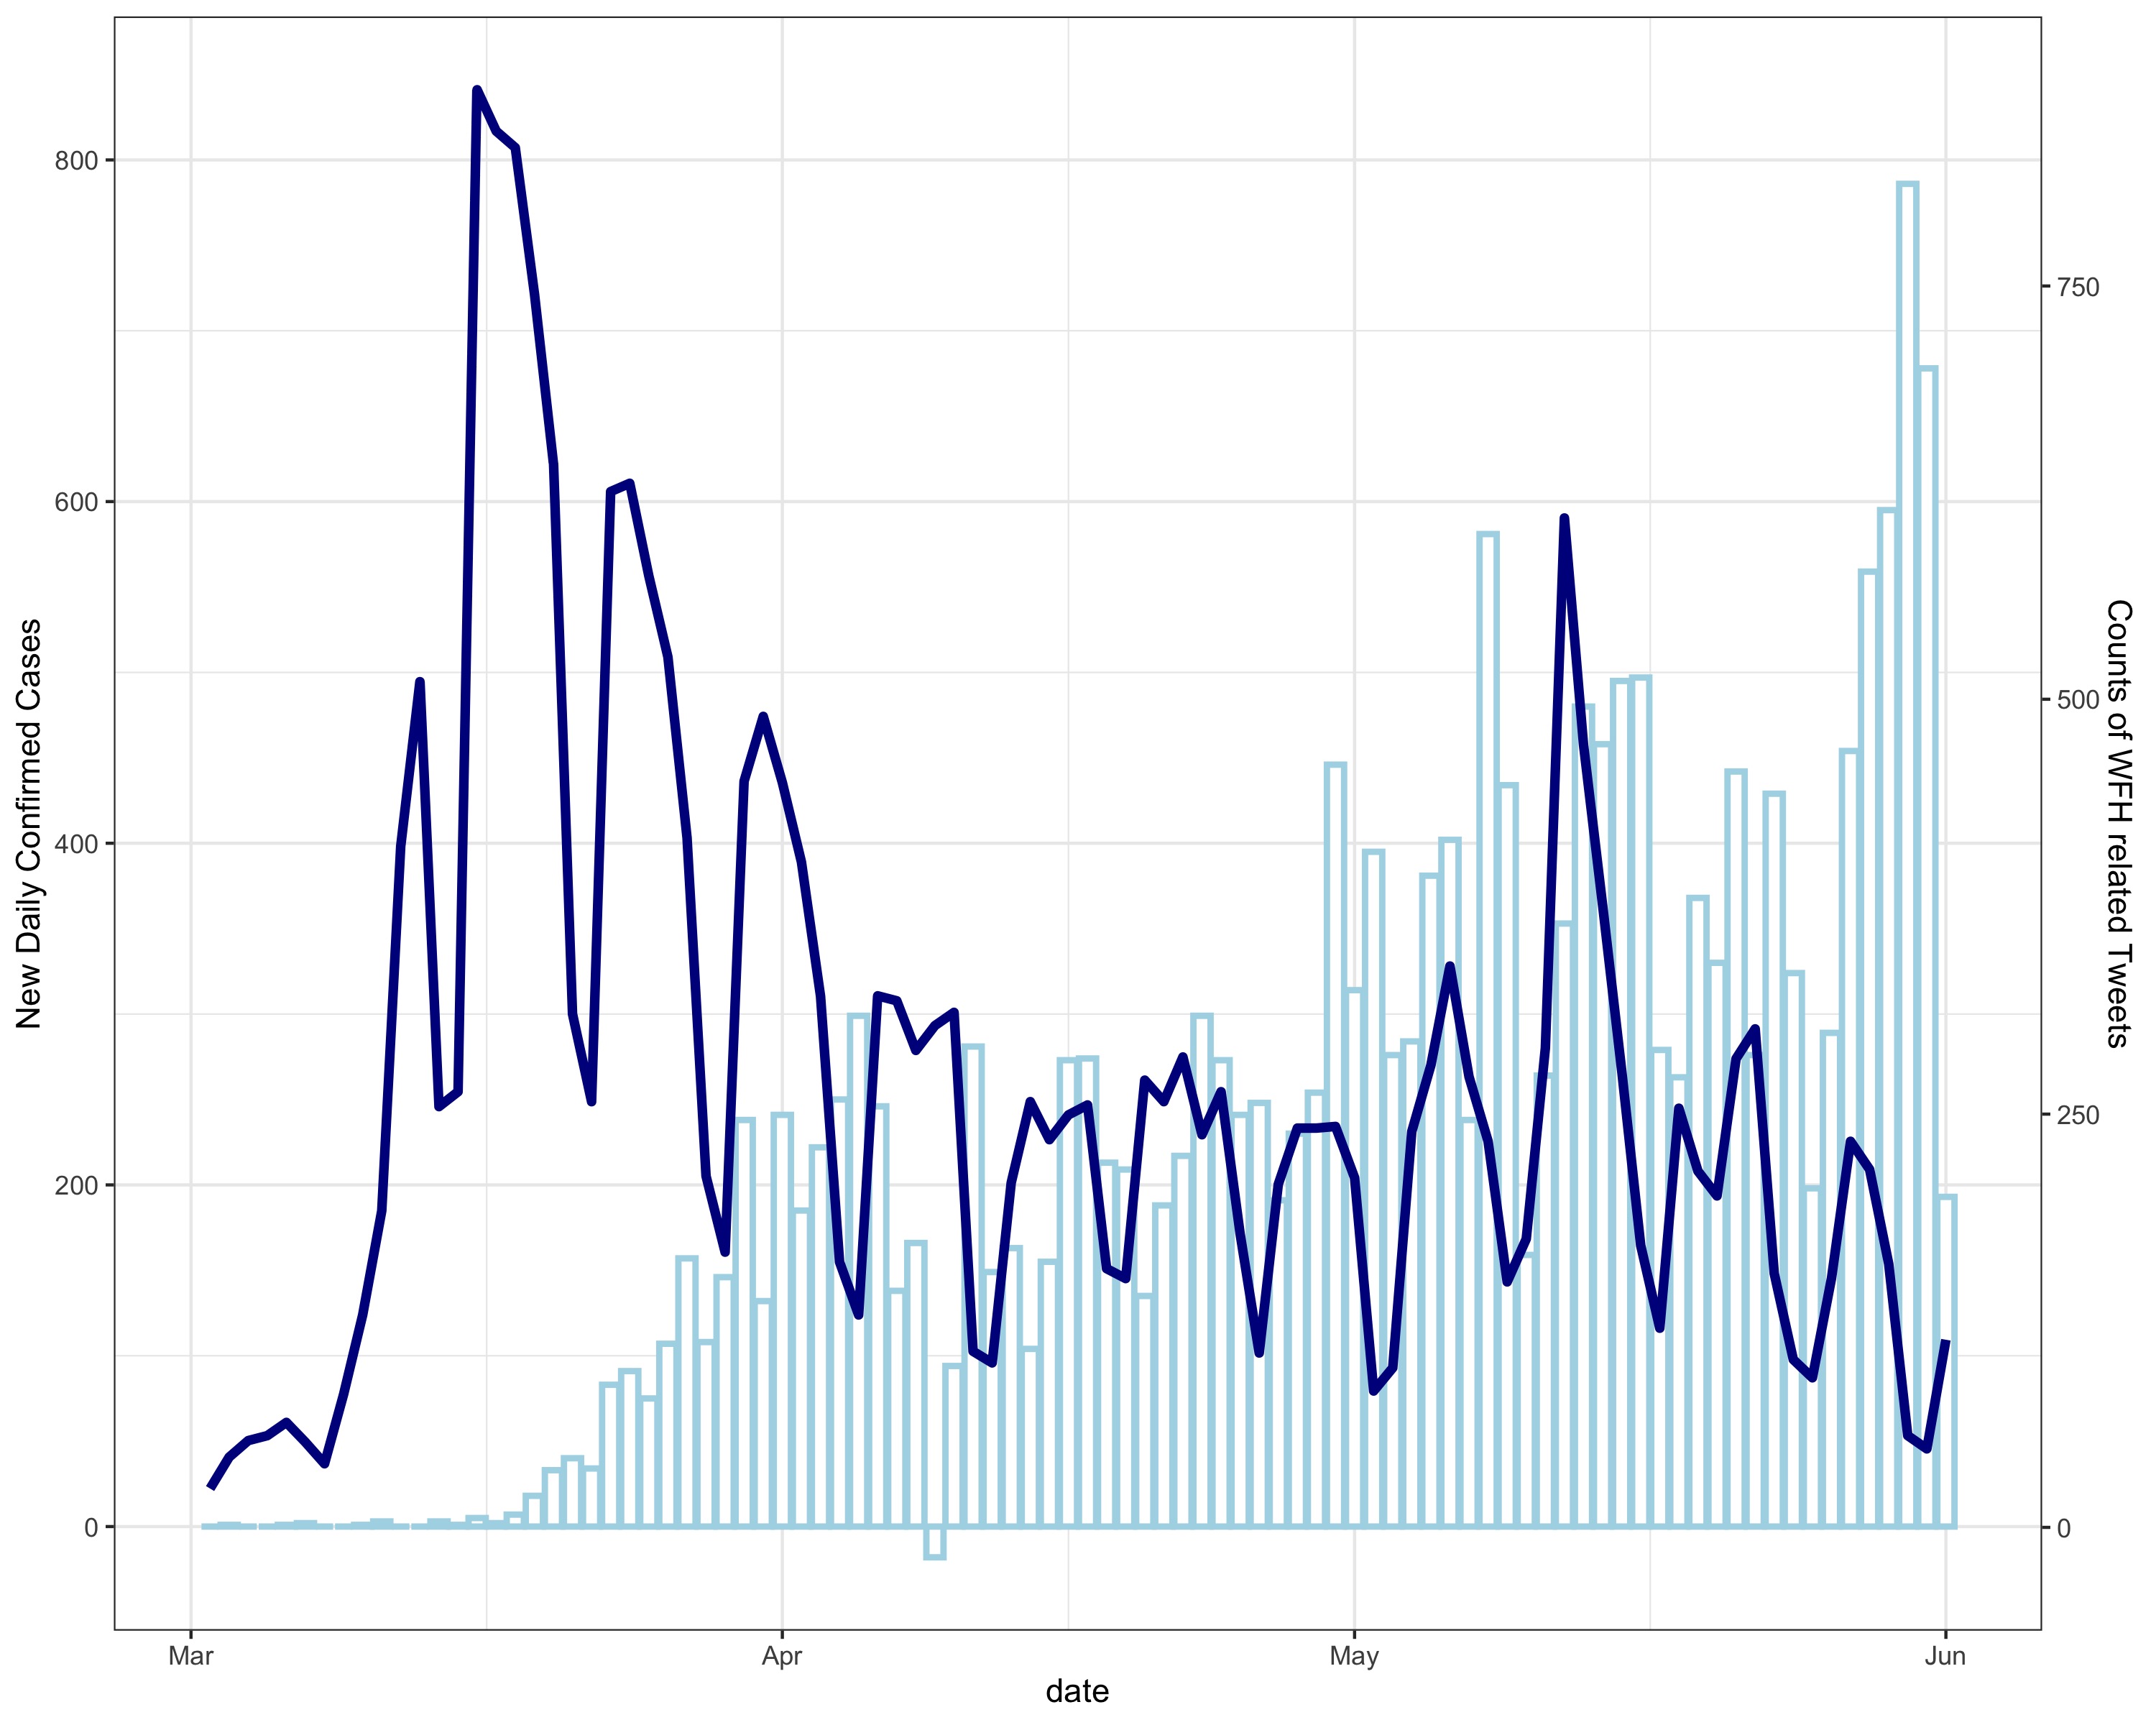 New Daily Confirmed Cases
800
600
400
200
0
Mar
Apr
May
Jun
date
750
500
250
0
Counts of WFH related Tweets